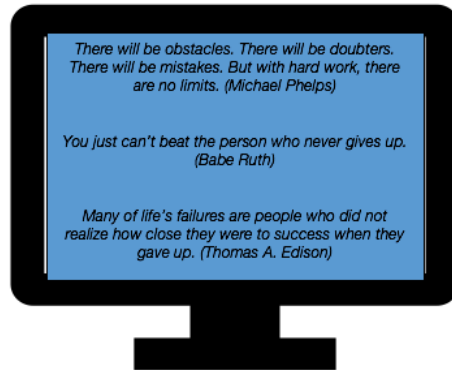 There will be obstacles. There will be doubters.
There will be mistakes. But with hard work, there
are no limits. (Michael Phelps)
You just can't beat the person who never gives up.
(Babe Ruth)
Many of life's failures are people who did not
realize how close they were to success when they
gave up. (Thomas A. Edison)